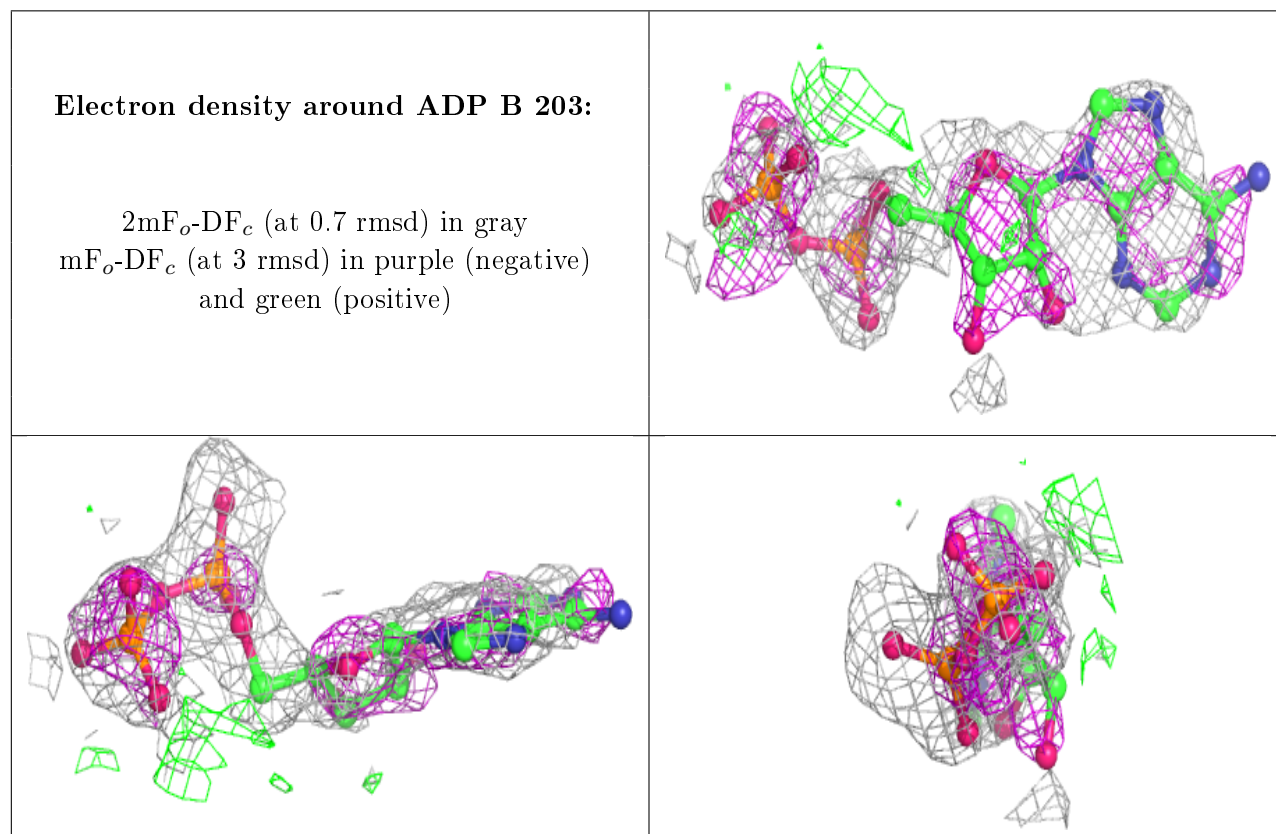 Electron density around ADP B 203:
2mFₒ-DF𝒸 (at 0.7 rmsd) in gray
mFₒ-DF𝒸 (at 3 rmsd) in purple (negative)
and green (positive)